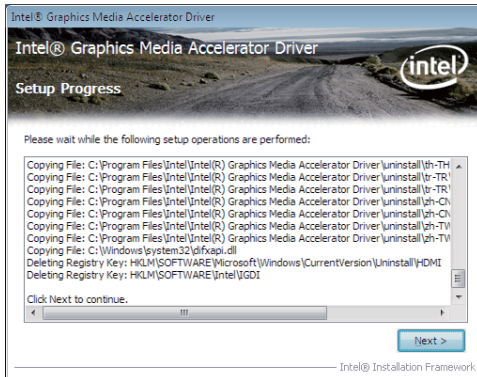 Intel® Graphics Media Accelerator Driver
Intel® Graphics Media Accelerator Driver
intel
Setup Progress
Please wait while the following setup operations are performed:
Copying File: C:\Program Files\Intel\Intel(R) Graphics Media Accelerator Driver\uninstall\th-TH
Copying File: C:\Program Files\Intel\Intel(R) Graphics Media Accelerator Driver\uninstall\tr-TR\
Copying File: C:\Program Files\Intel\Intel(R) Graphics Media Accelerator Driver\uninstall\tr-TR\
Copying File: C:\Program Files\Intel\Intel(R) Graphics Media Accelerator Driver\uninstall\zh-CN
Copying File: C:\Program Files\Intel\Intel(R) Graphics Media Accelerator Driver\uninstall\zh-CN
Copying File: C:\Program Files\Intel\Intel(R) Graphics Media Accelerator Driver\uninstall\zh-TW
Copying File: C:\Program Files\Intel\Intel(R) Graphics Media Accelerator Driver\uninstall\zh-TW
Copying File: C:\Windows\system32\difxapi.dll
Deleting Registry Key: HKLM\SOFTWARE\Microsoft\Windows\CurrentVersion\Uninstall\HDMI
Deleting Registry Key: HKLM\SOFTWARE\Intel\IGDI
Click Next to continue.
Next >
Intel® Installation Framework